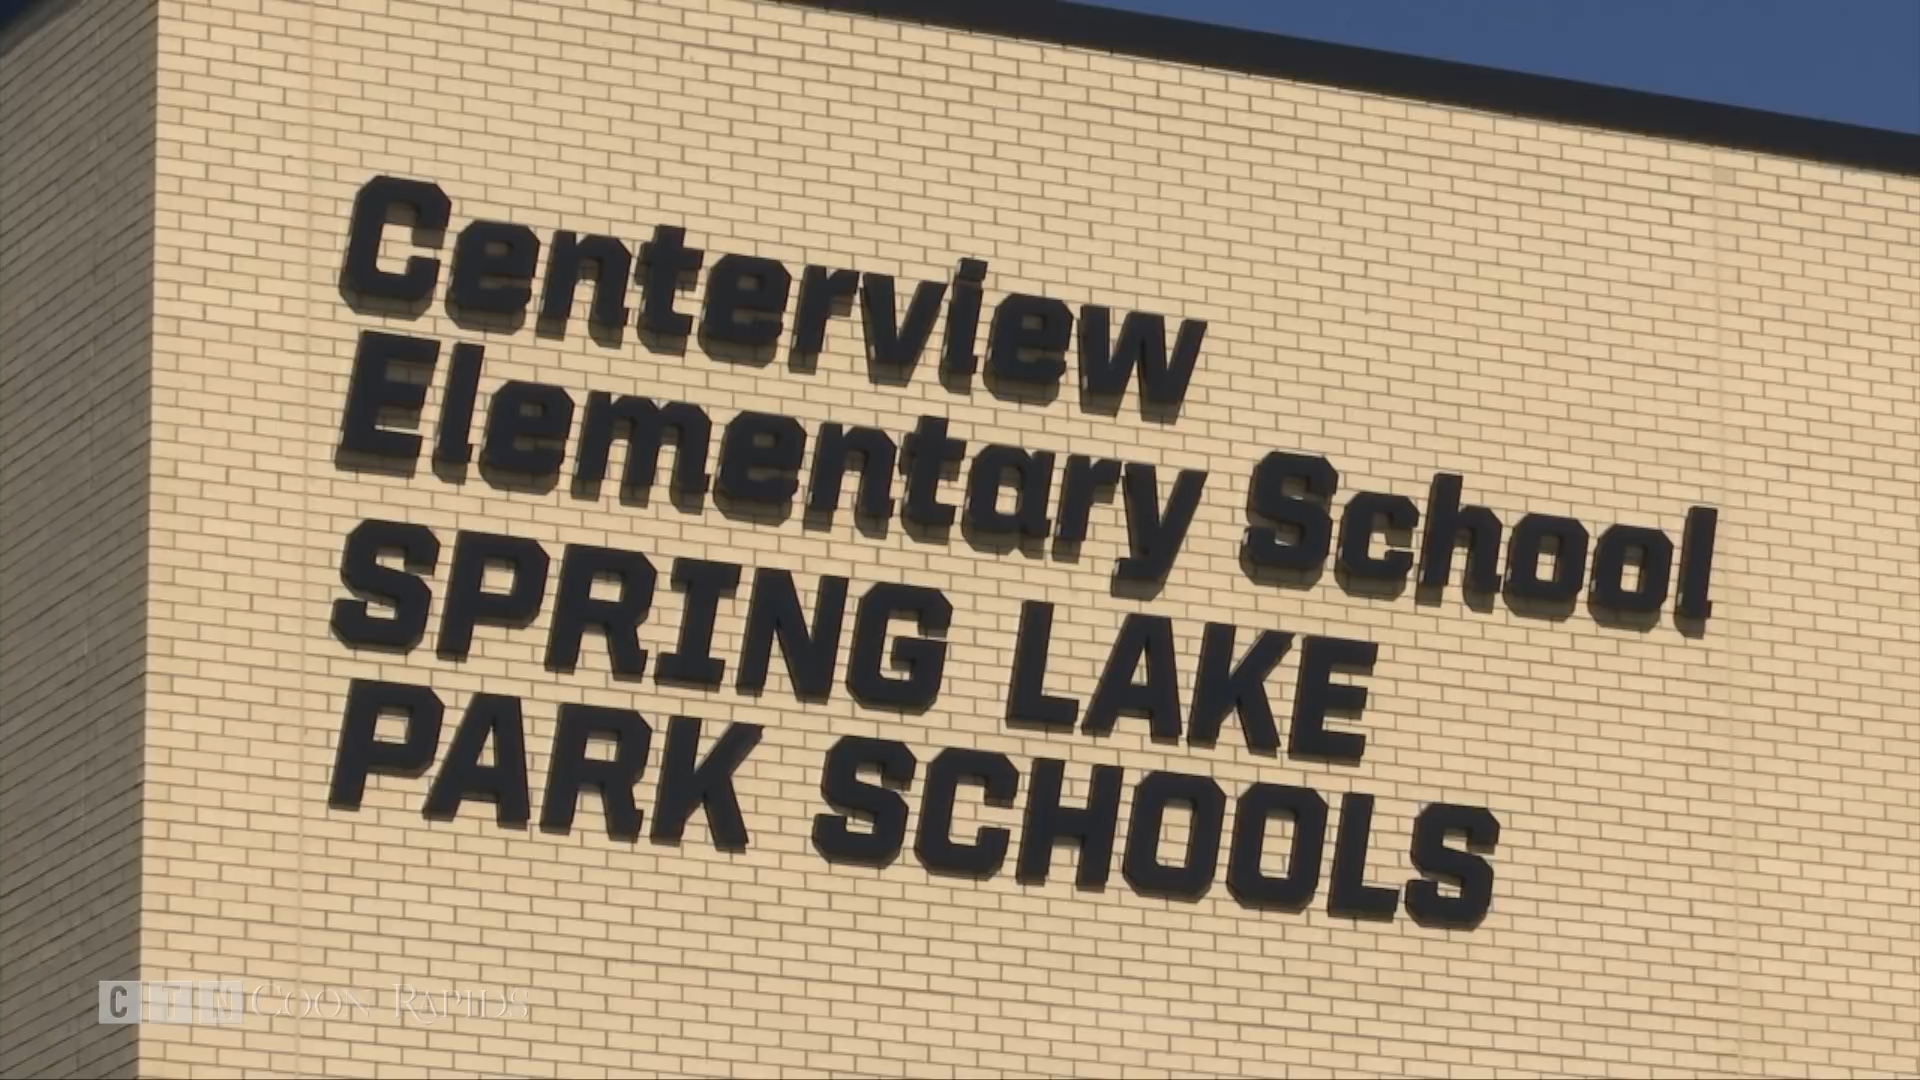 Centerview
Elementary School
SPRING LAKE
PARK SCHOOLS
CTN Coon Rapids